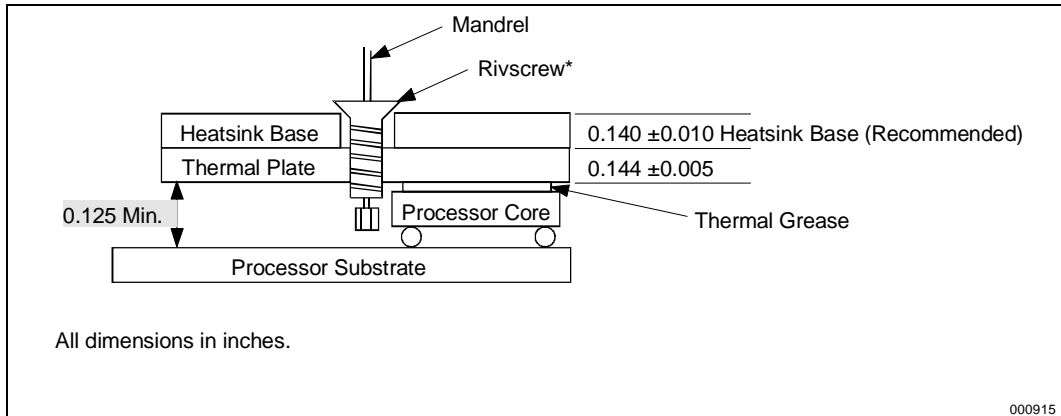 Mandrel
Rivscrew*
Heatsink Base
0.140 ±0.010 Heatsink Base (Recommended)
Thermal Plate
0.144 ±0.005
0.125 Min.
Processor Core
Thermal Grease
Processor Substrate
All dimensions in inches.
000915